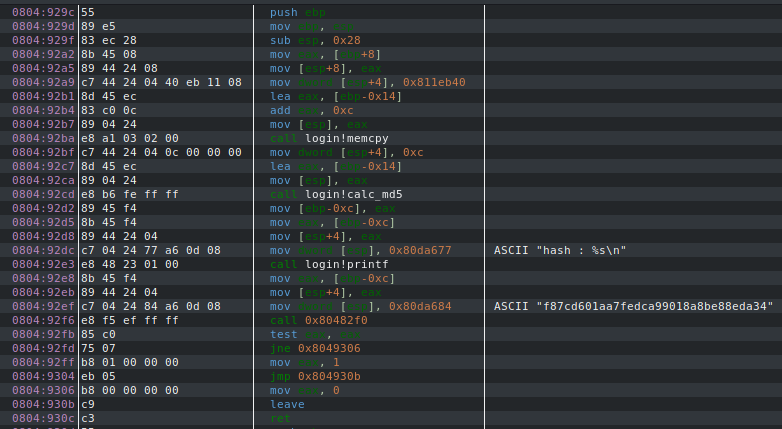 0804:929c 55 push ebp
0804:929d 89 e5 mov ebp, esp
0804:929f 83 ec 28 sub esp, 0x28
0804:92a2 8b 45 08 mov eax, [ebp+8]
0804:92a5 89 44 24 08 mov [esp+8], eax
0804:92a9 c7 44 24 04 40 eb 11 08 mov dword [esp+4], 0x811eb40
0804:92b1 8d 45 ec lea eax, [ebp-0x14]
0804:92b4 83 c0 0c add eax, 0xc
0804:92b7 89 04 24 mov [esp], eax
0804:92ba e8 a1 03 02 00 call login!memcpy
0804:92bf c7 44 24 04 0c 00 00 00 mov dword [esp+4], 0xc
0804:92c7 8d 45 ec lea eax, [ebp-0x14]
0804:92ca 89 04 24 mov [esp], eax
0804:92cd e8 b6 fe ff ff call login!calc_md5
0804:92d2 89 45 f4 mov [ebp-0xc], eax
0804:92d5 8b 45 f4 mov eax, [ebp-0xc]
0804:92d8 89 44 24 04 mov [esp+4], eax
0804:92dc c7 04 24 77 a6 0d 08 mov dword [esp], 0x80da677 ASCII "hash : %s\n"
0804:92e3 e8 48 23 01 00 call login!printf
0804:92e8 8b 45 f4 mov eax, [ebp-0xc]
0804:92eb 89 44 24 04 mov [esp+4], eax
0804:92ef c7 04 24 84 a6 0d 08 mov dword [esp], 0x80da684 ASCII "f87cd601aa7fedca99018a8be88eda34"
0804:92f6 e8 f5 ef ff ff call 0x80482f0
0804:92fb 85 c0 test eax, eax
0804:92fd 75 07 jne 0x8049306
0804:92ff b8 01 00 00 00 mov eax, 1
0804:9304 eb 05 jmp 0x804930b
0804:9306 b8 00 00 00 00 mov eax, 0
0804:930b c9 leave
0804:930c c3 ret